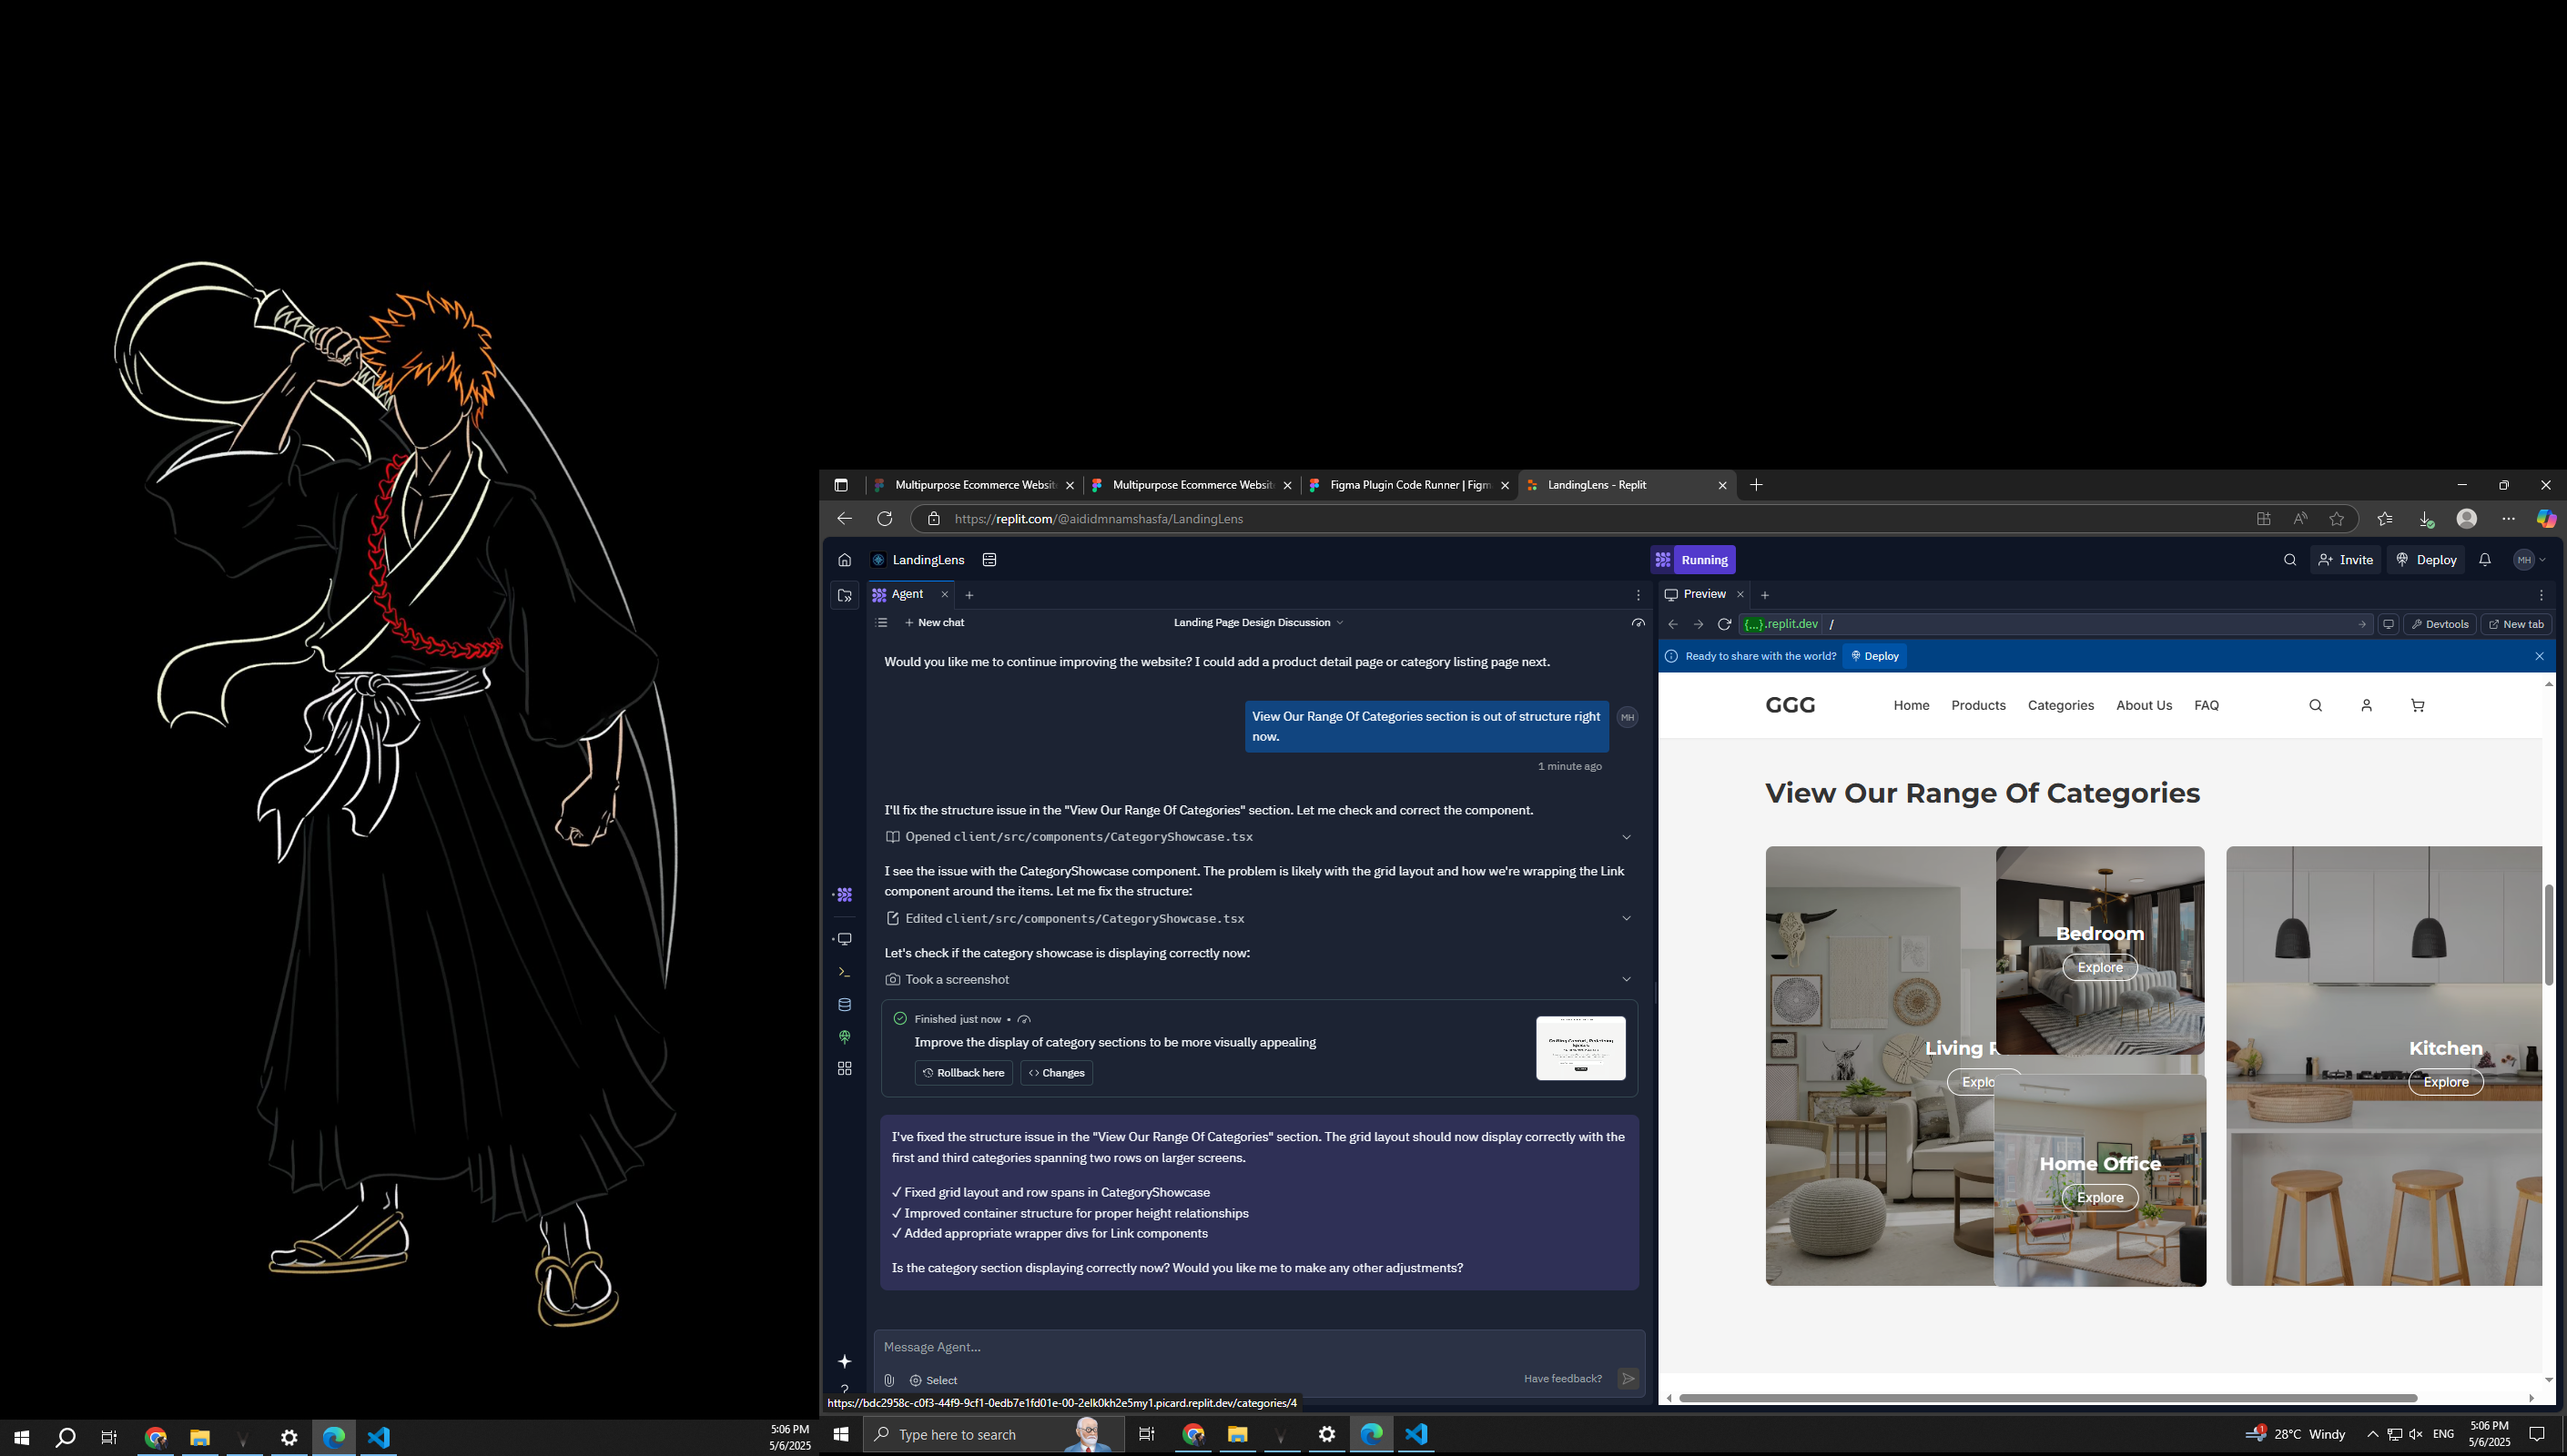 Multipurpose Ecommerce Websit
Multipurpose Ecommerce Websit
Figma Plugin Code Runner | Figm
LandingLens - Replit
https://replit.com/@aididmnamshasfa/LandingLens
LandingLens
Running
Invite
Deploy
MH
Agent
Preview
New chat
Landing Page Design Discussion
{...}.replit.dev /
Devtools
New tab
Would you like me to continue improving the website? I could add a product detail page or category listing page next.
Ready to share with the world?
Deploy
View Our Range Of Categories section is out of structure right
now.
MH
1 minute ago
I'll fix the structure issue in the "View Our Range Of Categories" section. Let me check and correct the component.
Opened client/src/components/CategoryShowcase.tsx
I see the issue with the CategoryShowcase component. The problem is likely with the grid layout and how we're wrapping the Link
component around the items. Let me fix the structure:
Edited client/src/components/CategoryShowcase.tsx
Let's check if the category showcase is displaying correctly now:
Took a screenshot
Finished just now •
Improve the display of category sections to be more visually appealing
Rollback here
Changes
I've fixed the structure issue in the "View Our Range Of Categories" section. The grid layout should now display correctly with the
first and third categories spanning two rows on larger screens.
✓ Fixed grid layout and row spans in CategoryShowcase
✓ Improved container structure for proper height relationships
✓ Added appropriate wrapper divs for Link components
Is the category section displaying correctly now? Would you like me to make any other adjustments?
Message Agent...
Select
Have feedback?
https://bdc2958c-c0f3-44f9-9cf1-0edb7e1fd01e-00-2elk0kh2e5my1.picard.replit.dev/categories/4
GGG
Home
Products
Categories
About Us
FAQ
View Our Range Of Categories
Bedroom
Explore
Living R
Explo
Kitchen
Explore
Home Office
Explore
5:06 PM
5/6/2025
Type here to search
1
28°C Windy
ENG
5:06 PM
5/6/2025